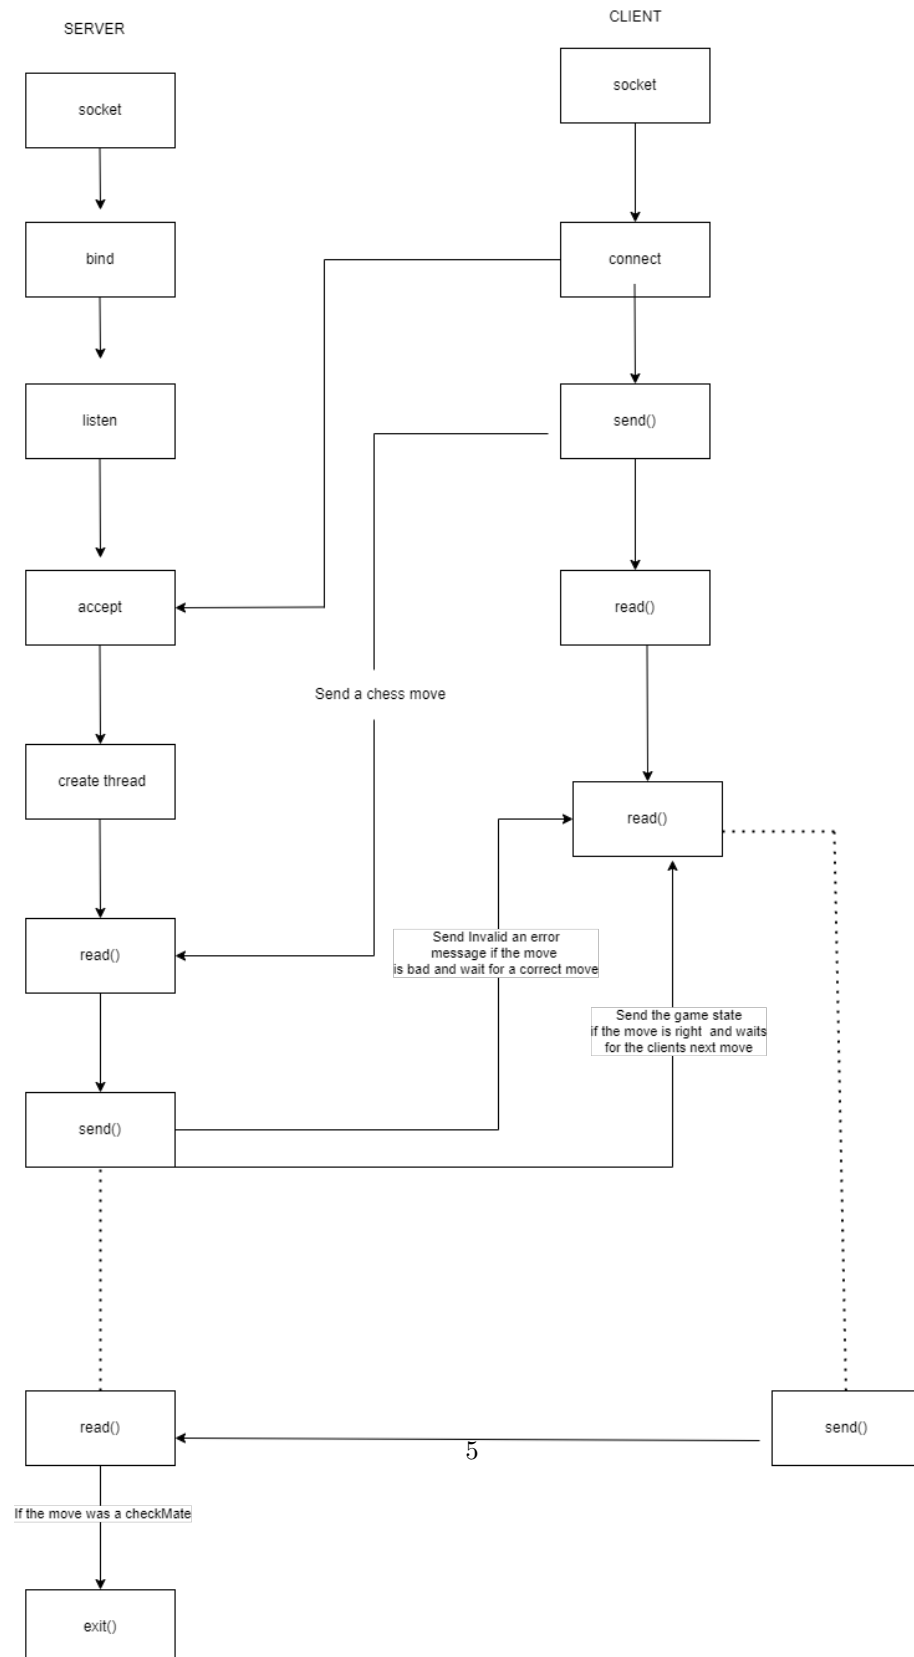 SERVER
CLIENT
socket
socket
bind
connect
listen
send()
accept
read()
Send a chess move
create thread
read()
read()
Send Invalid an error
message if the move
is bad and wait for a correct move
Send the game state
if the move is right and waits
for the clients next move
send()
read()
send()
5
If the move was a checkMate
exit()